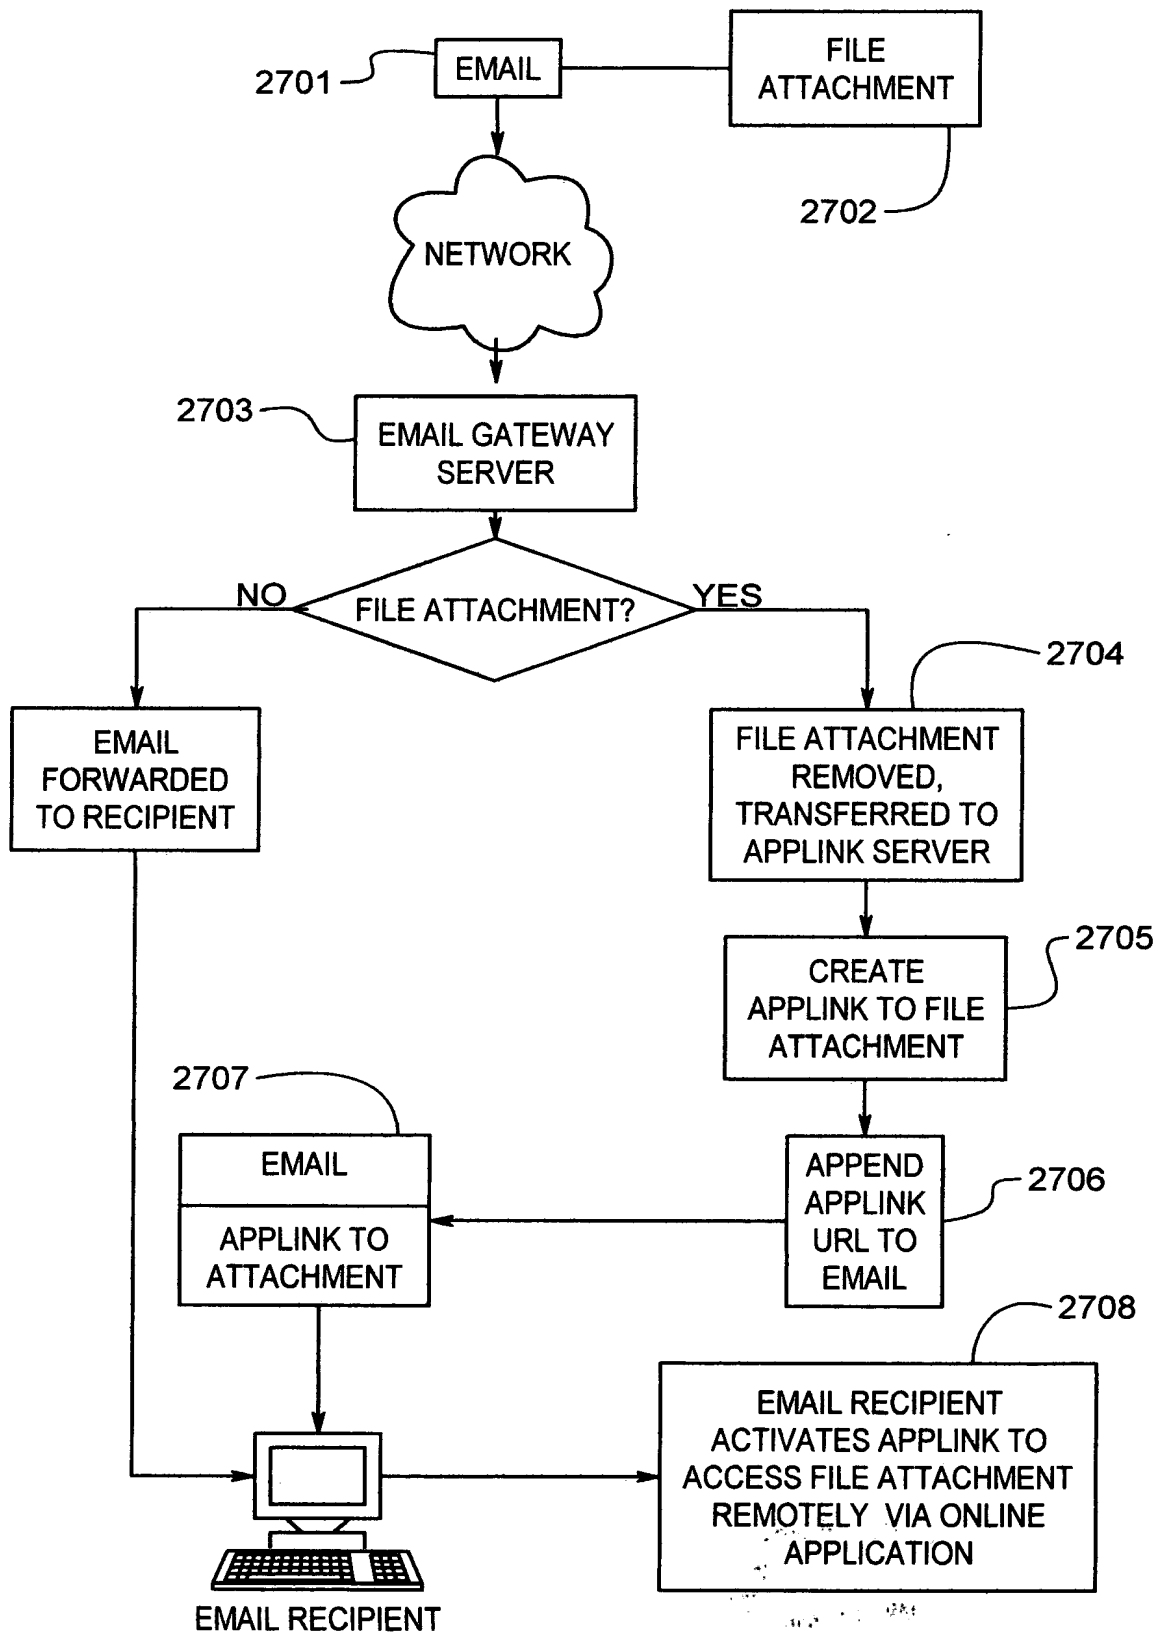 2701
EMAIL
FILE
ATTACHMENT
2702
NETWORK
2703
EMAIL GATEWAY
SERVER
NO
FILE ATTACHMENT?
YES
2704
EMAIL
FORWARDED
TO RECIPIENT
FILE ATTACHMENT
REMOVED,
TRANSFERRED TO
APPLINK SERVER
2705
CREATE
APPLINK TO FILE
ATTACHMENT
2707
EMAIL
APPLINK TO
ATTACHMENT
APPEND
APPLINK
URL TO
EMAIL
2706
2708
EMAIL RECIPIENT
ACTIVATES APPLINK TO
ACCESS FILE ATTACHMENT
REMOTELY VIA ONLINE
APPLICATION
EMAIL RECIPIENT